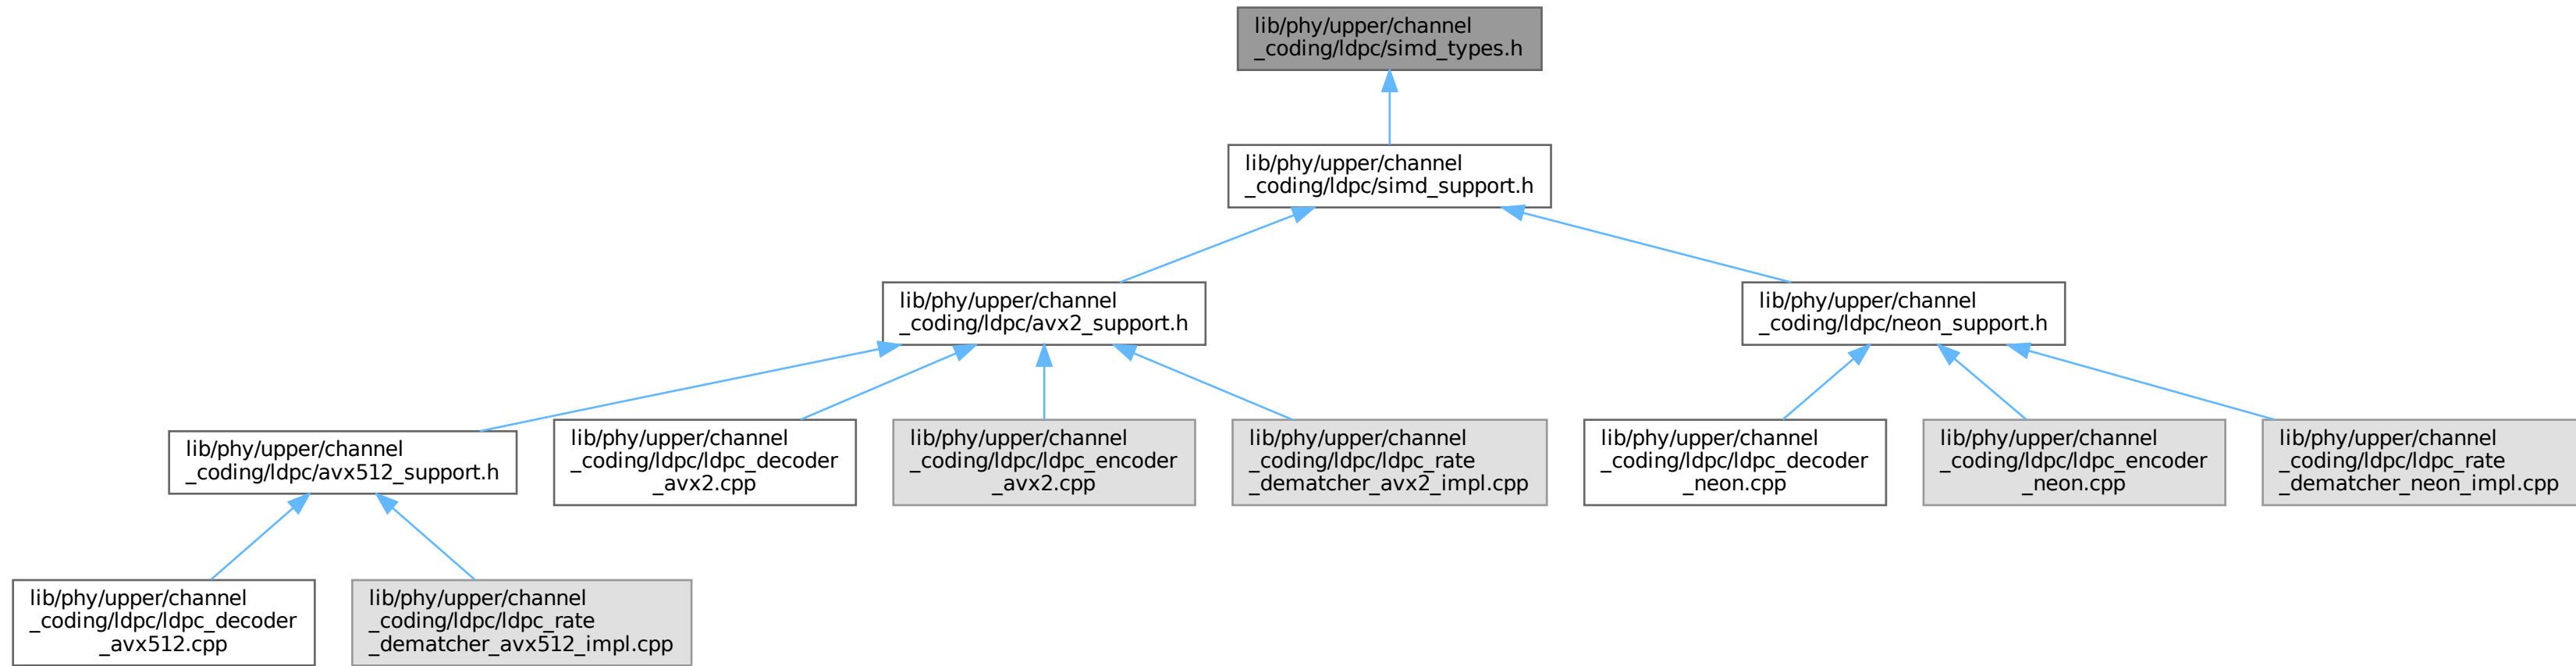 lib/phy/upper/channel
_coding/ldpc/simd_types.h
lib/phy/upper/channel
_coding/ldpc/simd_support.h
lib/phy/upper/channel
_coding/ldpc/avx2_support.h
lib/phy/upper/channel
_coding/ldpc/neon_support.h
lib/phy/upper/channel
_coding/ldpc/avx512_support.h
lib/phy/upper/channel
_coding/ldpc/ldpc_decoder
_avx2.cpp
lib/phy/upper/channel
_coding/ldpc/ldpc_encoder
_avx2.cpp
lib/phy/upper/channel
_coding/ldpc/ldpc_rate
_dematcher_avx2_impl.cpp
lib/phy/upper/channel
_coding/ldpc/ldpc_decoder
_neon.cpp
lib/phy/upper/channel
_coding/ldpc/ldpc_encoder
_neon.cpp
lib/phy/upper/channel
_coding/ldpc/ldpc_rate
_dematcher_neon_impl.cpp
lib/phy/upper/channel
_coding/ldpc/ldpc_decoder
_avx512.cpp
lib/phy/upper/channel
_coding/ldpc/ldpc_rate
_dematcher_avx512_impl.cpp